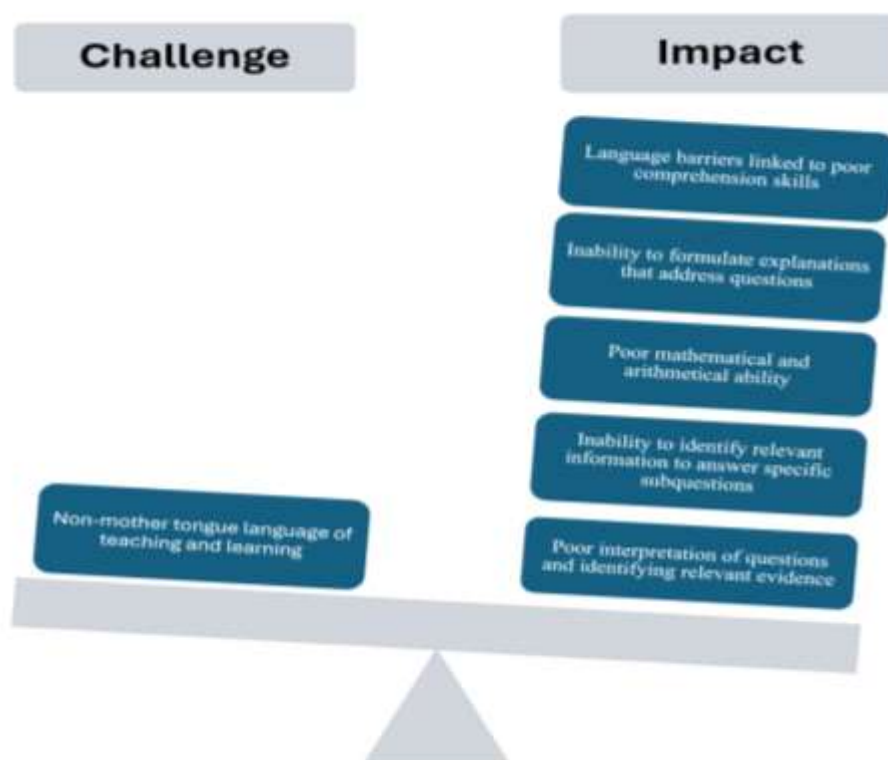 Challenge
Impact
Language barriers linked to poor
comprehension skills
Inability to formulate explanations
that address questions
Poor mathematical and
arithmetical ability
Inability to identify relevant
information to answer specific
subquestions
Non-mother tongue language of
teaching and learning
Poor interpretation of questions
and identifying relevant evidence